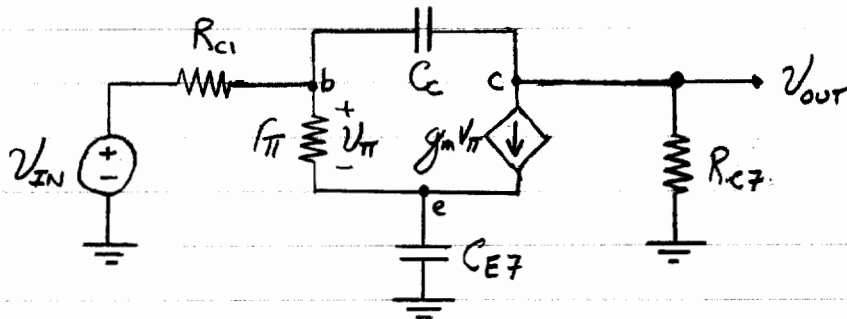 R_C1
C_C
b
c
V_OUT
V_IN
r_π
+
V_π
-
g_m V_π
R_C7
+
-
e
C_E7